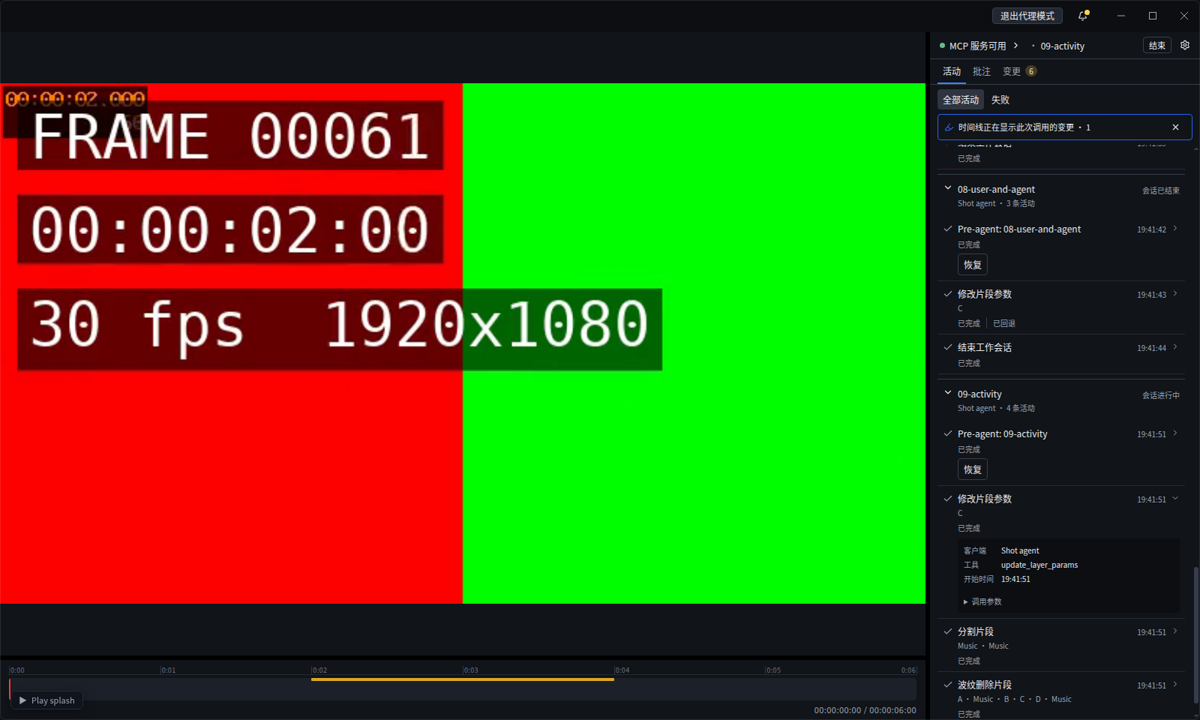 退出代理模式
MCP 服务可用
· 09-activity
结束
活动
批注
变更 6
全部活动
失败
时间线正在显示此次调用的变更 · 1
已完成
08-user-and-agent
会话已结束
Shot agent · 3 条活动
Pre-agent: 08-user-and-agent
19:41:42
已完成
恢复
修改片段参数
19:41:43
C
已完成
已回退
结束工作会话
19:41:44
已完成
09-activity
会话进行中
Shot agent · 4 条活动
Pre-agent: 09-activity
19:41:51
已完成
恢复
修改片段参数
19:41:51
C
已完成
客户端 Shot agent
工具 update_layer_params
开始时间 19:41:51
调用参数
分割片段
19:41:51
Music · Music
已完成
波纹删除片段
19:41:51
A · Music · B · C · D · Music
已完成
00:00:02.000
FRAME 00061
00:00:02:00
30 fps 1920x1080
0:00
0:01
0:02
0:03
0:04
0:05
0:06
Play splash
00:00:00:00 / 00:00:06:00